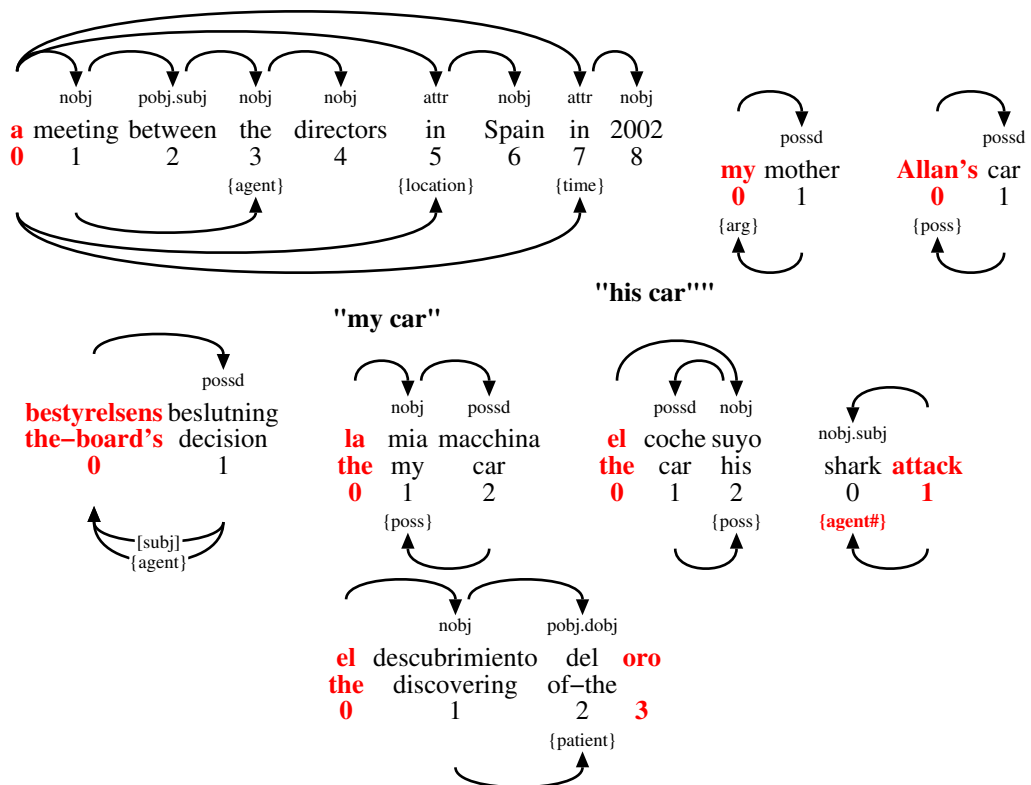 nobj pobj.subj nobj nobj attr nobj attr nobj
a meeting between the directors in Spain in 2002
0 1 2 3 4 5 6 7 8
{agent} {location} {time}
possd
my mother
0 1
{arg}
possd
Allan's car
0 1
{poss}
possd
bestyrelsens beslutning
the–board's decision
0 1
[subj]
{agent}
"my car"
nobj possd
la mia macchina
the my car
0 1 2
{poss}
"his car""
possd nobj
el coche suyo
the car his
0 1 2
{poss}
nobj.subj
shark attack
0 1
{agent#}
nobj pobj.dobj
el descubrimiento del oro
the discovering of–the
0 1 2 3
{patient}